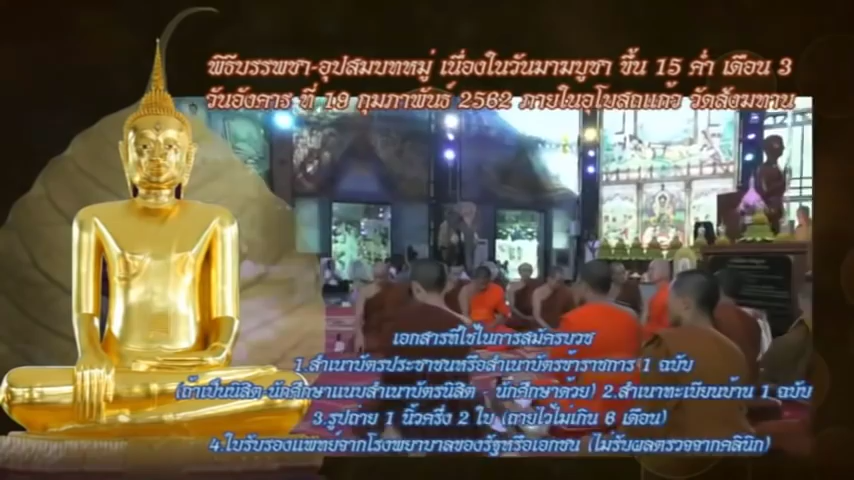 พิธีบรรพชา-อุปสมบทหมู่ เนื่องในวันมามบูชา ขึ้น 15 ค่ำ เดือน 3
วันอังคาร ที่ 19 กุมภาพันธ์ 2562 ภายในอุโบสถแก้ว วัดสังฆทาน
เอกสารที่ใช้ในการสมัครบวช
1.สำเนาบัตรประชาชนหรือสำเนาบัตรข้าราชการ 1 ฉบับ
(ถ้าเป็นนิสิต-นักศึกษาแนบสำเนาบัตรนิสิต นักศึกษาด้วย) 2.สำเนาทะเบียนบ้าน 1 ฉบับ
3.รูปถ่าย 1 นิ้วครึ่ง 2 ใบ (ถ่ายไว้ไม่เกิน 6 เดือน)
4.ใบรับรองแพทย์จากโรงพยาบาลของรัฐหรือเอกชน (ไม่รับผลตรวจจากคลินิก)